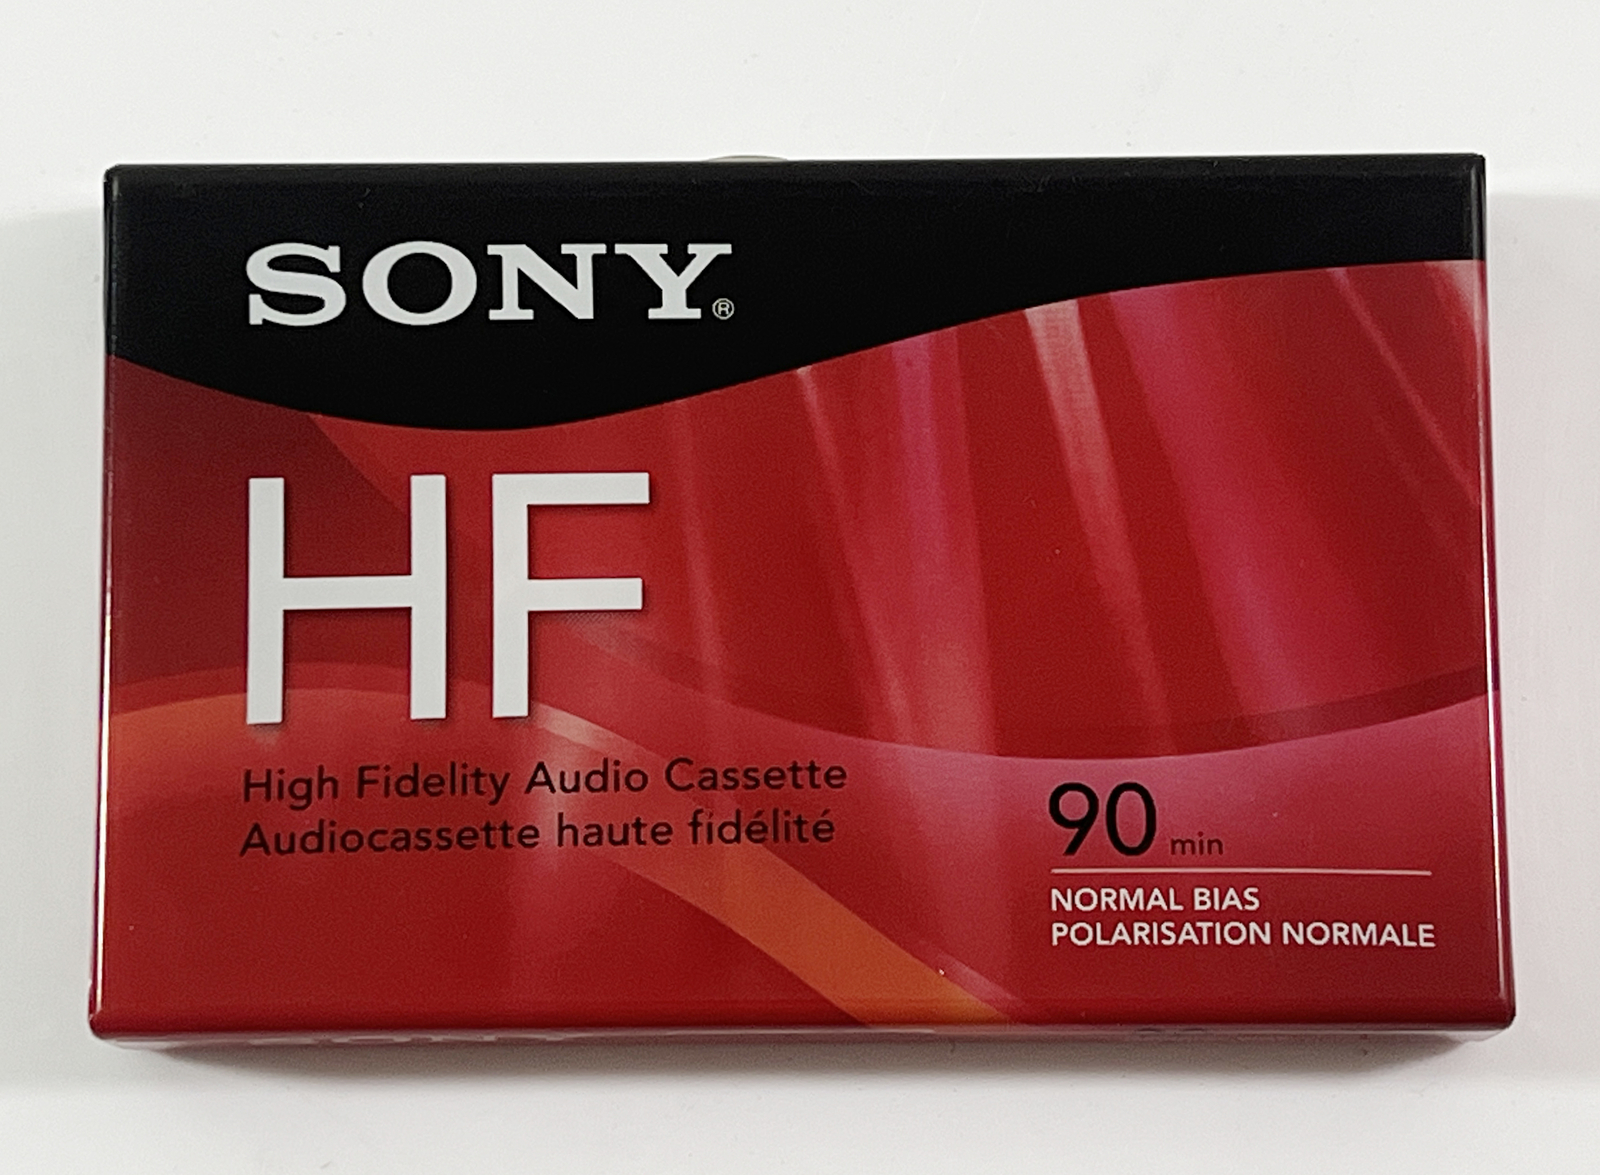 SONY®
HF
High Fidelity Audio Cassette
Audiocassette haute fidélité
90 min
NORMAL BIAS
POLARISATION NORMALE